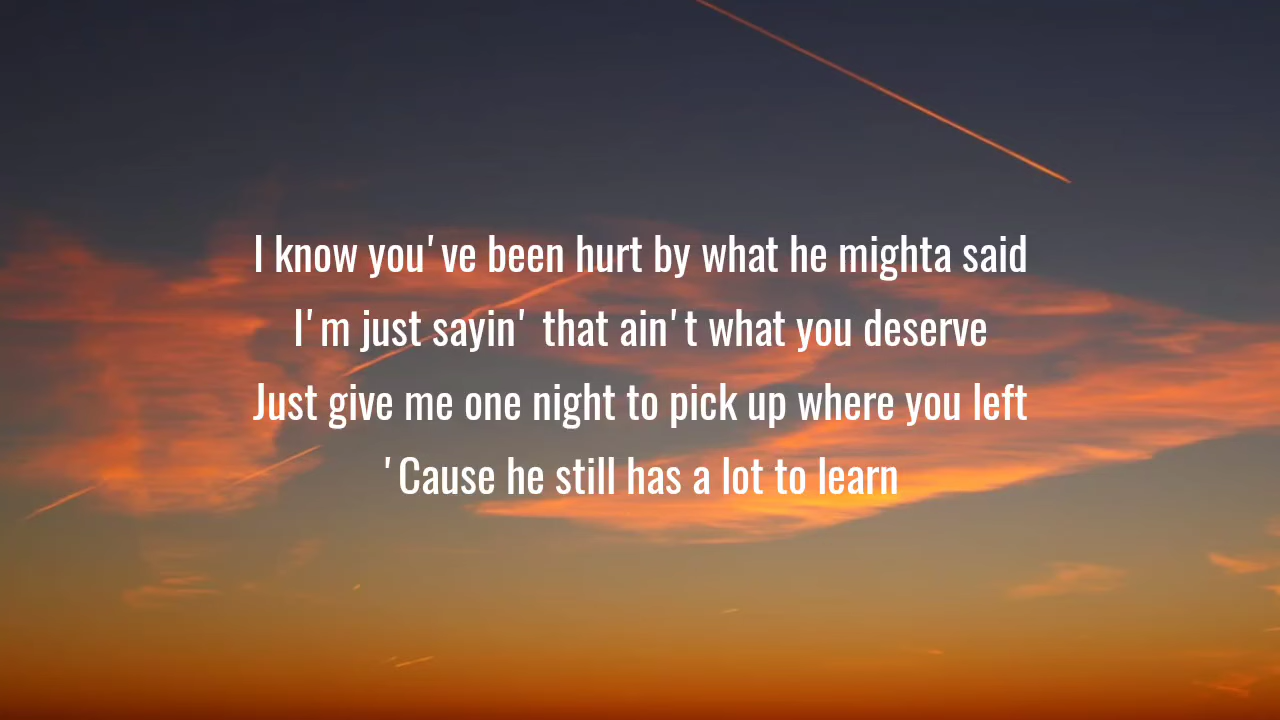 I know you've been hurt by what he mighta said
I'm just sayin' that ain't what you deserve
Just give me one night to pick up where you left
'Cause he still has a lot to learn